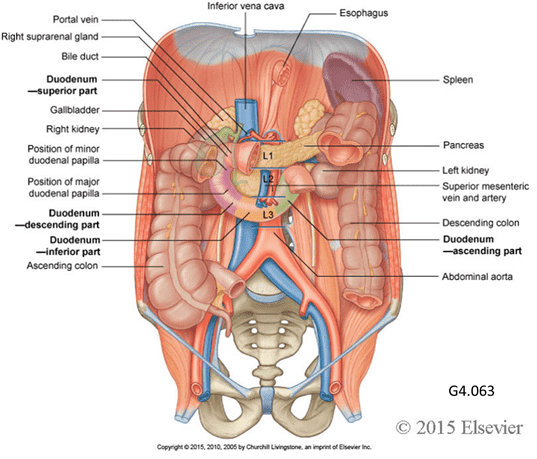 Inferior vena cava
Portal vein
Right suprarenal gland
Bile duct
Duodenum
—superior part
Gallbladder
Right kidney
Position of minor
duodenal papilla
Position of major
duodenal papilla
Duodenum
—descending part
Duodenum
—inferior part
Ascending colon
Esophagus
Spleen
Pancreas
Left kidney
Superior mesenteric
vein and artery
Descending colon
Duodenum
—ascending part
Abdominal aorta
L1
L2
L3
G4.063
© 2015 Elsevier
Copyright © 2015, 2010, 2005 by Churchill Livingstone, an imprint of Elsevier Inc.